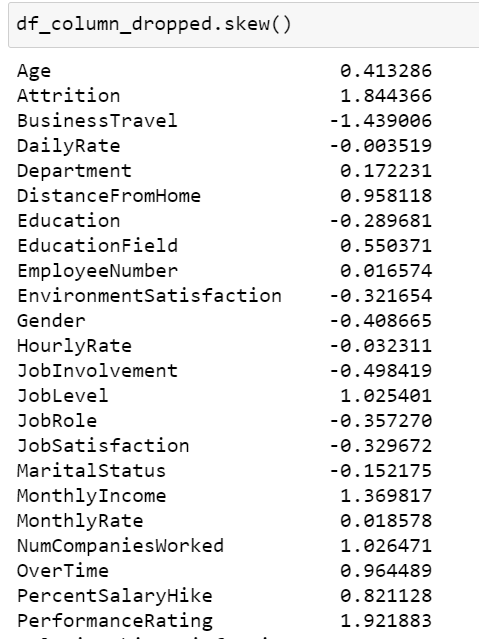 df_column_dropped.skew()
Age 0.413286
Attrition 1.844366
BusinessTravel -1.439006
DailyRate -0.003519
Department 0.172231
DistanceFromHome 0.958118
Education -0.289681
EducationField 0.550371
EmployeeNumber 0.016574
EnvironmentSatisfaction -0.321654
Gender -0.408665
HourlyRate -0.032311
JobInvolvement -0.498419
JobLevel 1.025401
JobRole -0.357270
JobSatisfaction -0.329672
MaritalStatus -0.152175
MonthlyIncome 1.369817
MonthlyRate 0.018578
NumCompaniesWorked 1.026471
OverTime 0.964489
PercentSalaryHike 0.821128
PerformanceRating 1.921883